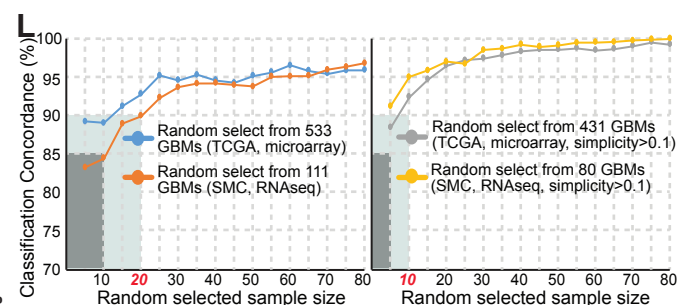 L
Classification Concordance (%)
100
95
90
85
80
75
70
Random select from 533
GBMs (TCGA, microarray)
Random select from 111
GBMs (SMC, RNAseq)
10 20 30 40 50 60 70 80
Random selected sample size
Random select from 431 GBMs
(TCGA, microarray, simplicity>0.1)
Random select from 80 GBMs
(SMC, RNAseq, simplicity>0.1)
10 20 30 40 50 60 70 80
Random selected sample size